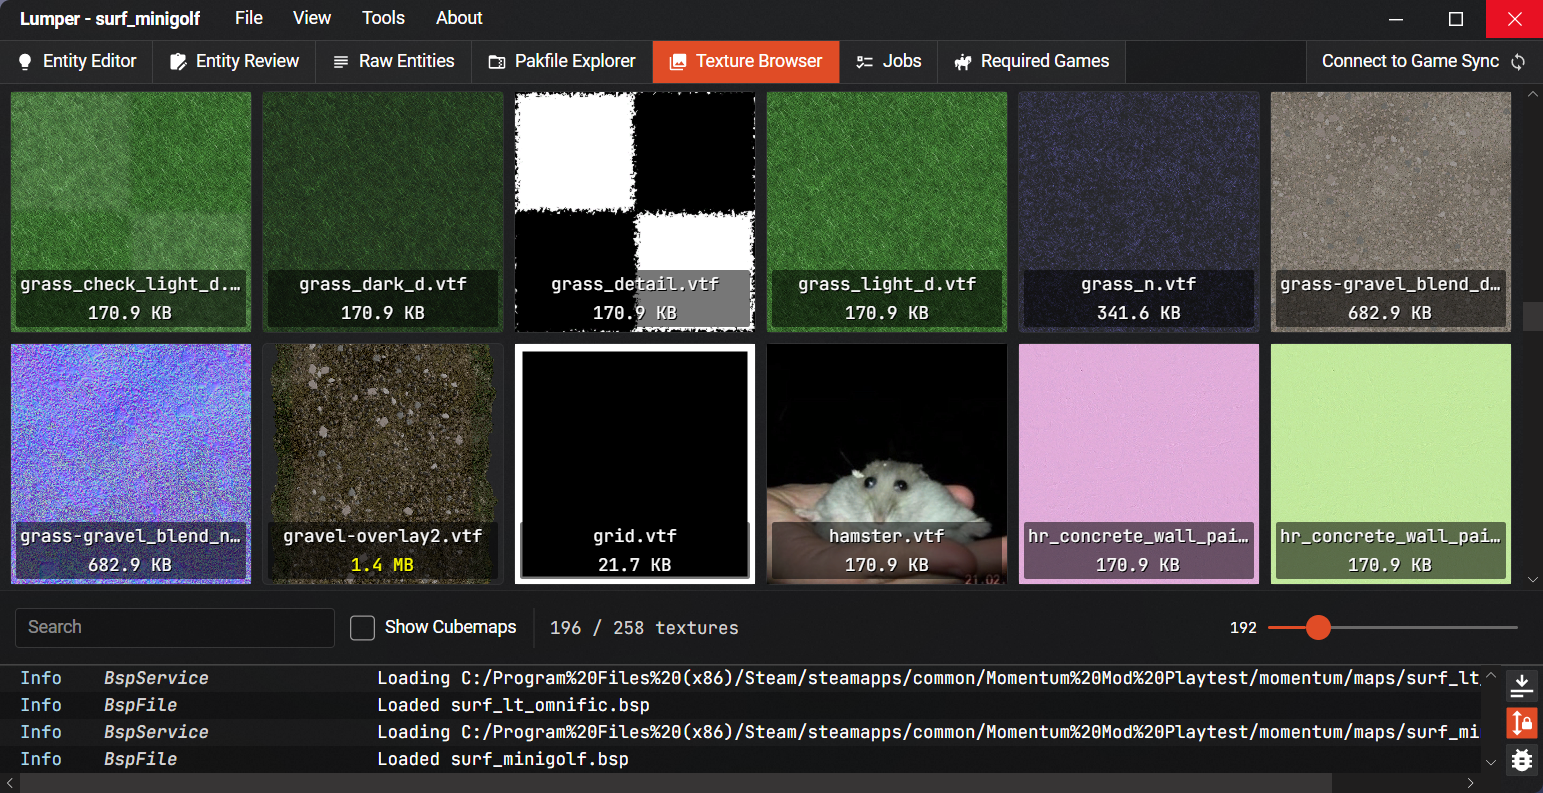 Lumper - surf_minigolf File View Tools About
Entity Editor Entity Review Raw Entities Pakfile Explorer Texture Browser Jobs Required Games Connect to Game Sync
grass_check_light_d.… grass_dark_d.vtf grass_detail.vtf grass_light_d.vtf grass_n.vtf grass-gravel_blend_d…
170.9 KB 170.9 KB 170.9 KB 170.9 KB 341.6 KB 682.9 KB
grass-gravel_blend_n… gravel-overlay2.vtf grid.vtf hamster.vtf hr_concrete_wall_pai… hr_concrete_wall_pai…
682.9 KB 1.4 MB 21.7 KB 170.9 KB 170.9 KB 170.9 KB
21.02
Search Show Cubemaps 196 / 258 textures 192
Info BspService Loading C:/Program%20Files%20(x86)/Steam/steamapps/common/Momentum%20Mod%20Playtest/momentum/maps/surf_lt_
Info BspFile Loaded surf_lt_omnific.bsp
Info BspService Loading C:/Program%20Files%20(x86)/Steam/steamapps/common/Momentum%20Mod%20Playtest/momentum/maps/surf_mi
Info BspFile Loaded surf_minigolf.bsp